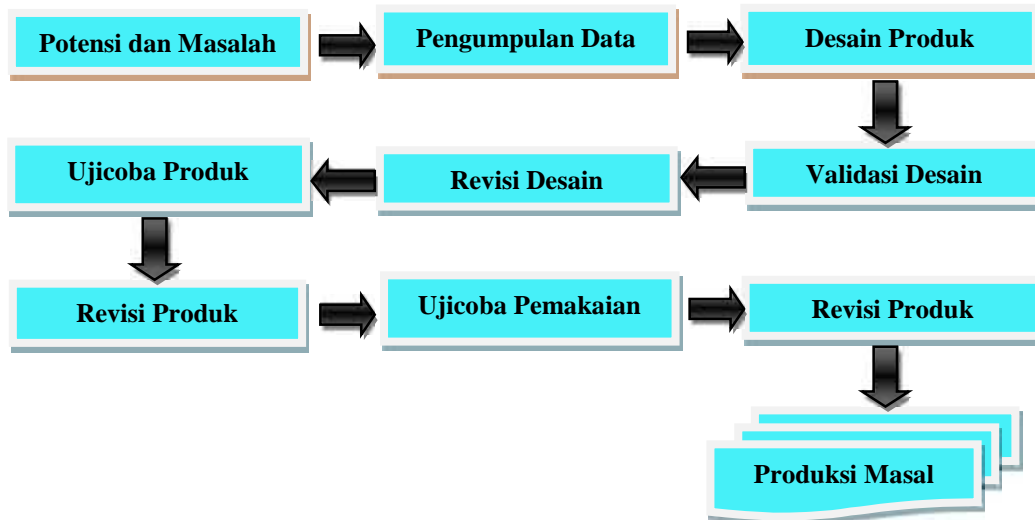 Potensi dan Masalah
Pengumpulan Data
Desain Produk
Validasi Desain
Revisi Desain
Ujicoba Produk
Revisi Produk
Ujicoba Pemakaian
Revisi Produk
Produksi Masal